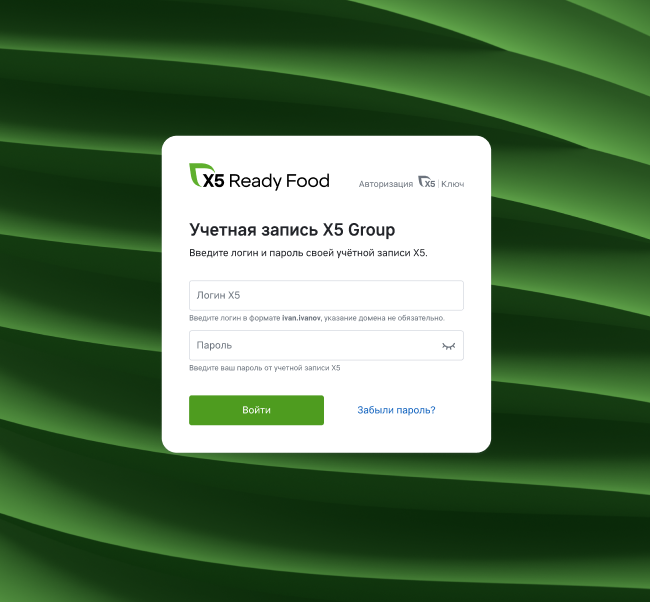 X5 Ready Food
Авторизация X5 | Ключ
Учетная запись X5 Group
Введите логин и пароль своей учётной записи X5.
Логин X5
Введите логин в формате ivan.ivanov, указание домена не обязательно.
Пароль
Введите ваш пароль от учетной записи X5
Войти
Забыли пароль?